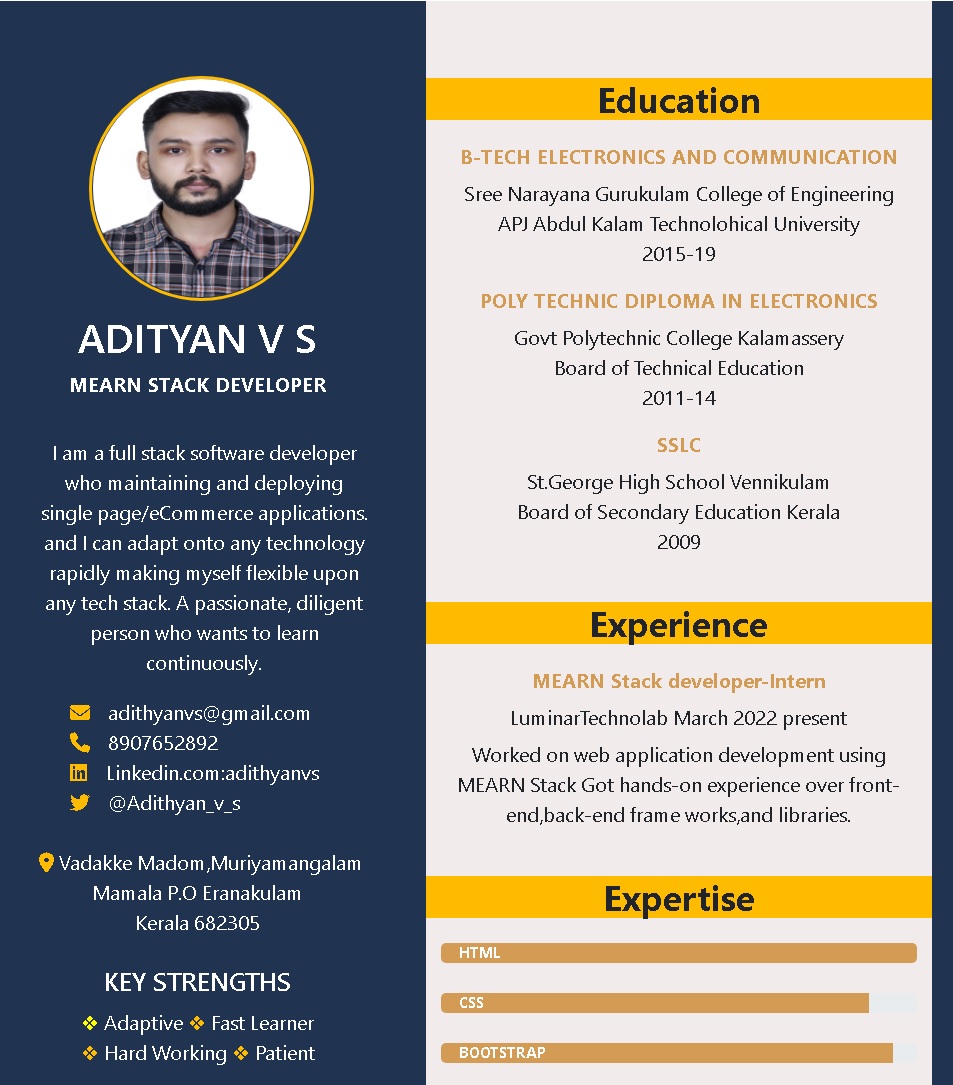 ADITYAN V S
MEARN STACK DEVELOPER
I am a full stack software developer
who maintaining and deploying
single page/eCommerce applications.
and I can adapt onto any technology
rapidly making myself flexible upon
any tech stack. A passionate, diligent
person who wants to learn
continuously.
adithyanvs@gmail.com
8907652892
Linkedin.com:adithyanvs
@Adithyan_v_s
Vadakke Madom,Muriyamangalam
Mamala P.O Eranakulam
Kerala 682305
KEY STRENGTHS
❖ Adaptive ❖ Fast Learner
❖ Hard Working ❖ Patient
Education
B-TECH ELECTRONICS AND COMMUNICATION
Sree Narayana Gurukulam College of Engineering
APJ Abdul Kalam Technolohical University
2015-19
POLY TECHNIC DIPLOMA IN ELECTRONICS
Govt Polytechnic College Kalamassery
Board of Technical Education
2011-14
SSLC
St.George High School Vennikulam
Board of Secondary Education Kerala
2009
Experience
MEARN Stack developer-Intern
LuminarTechnolab March 2022 present
Worked on web application development using
MEARN Stack Got hands-on experience over front-
end,back-end frame works,and libraries.
Expertise
HTML
CSS
BOOTSTRAP